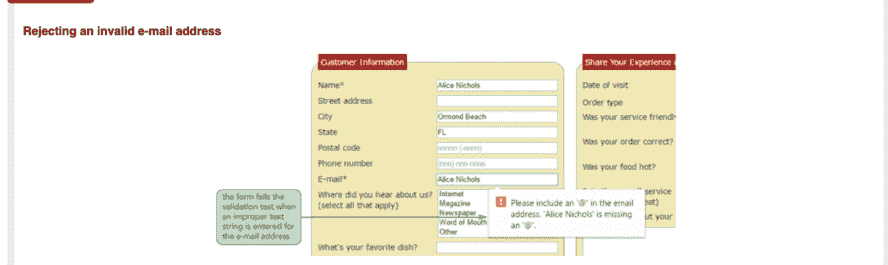 Rejecting an invalid e-mail address
Customer Information
Name*
Alice Nichols
Street address
City
Ormond Beach
State
FL
Postal code
Phone number
E-mail*
Alice Nichols
Where did you hear about us?
(select all that apply)
Internet
Magazine
Newspaper
Word of Mouth
Other
What's your favorite dish?
Please include an '@' in the email
address. 'Alice Nichols' is missing
an '@'.
the form fails the
validation test when
an improper text
string is entered for
the e-mail address
Share Your Experience
Date of visit
Order type
Was your service friendly
Was your order correct?
Was your food hot?
service